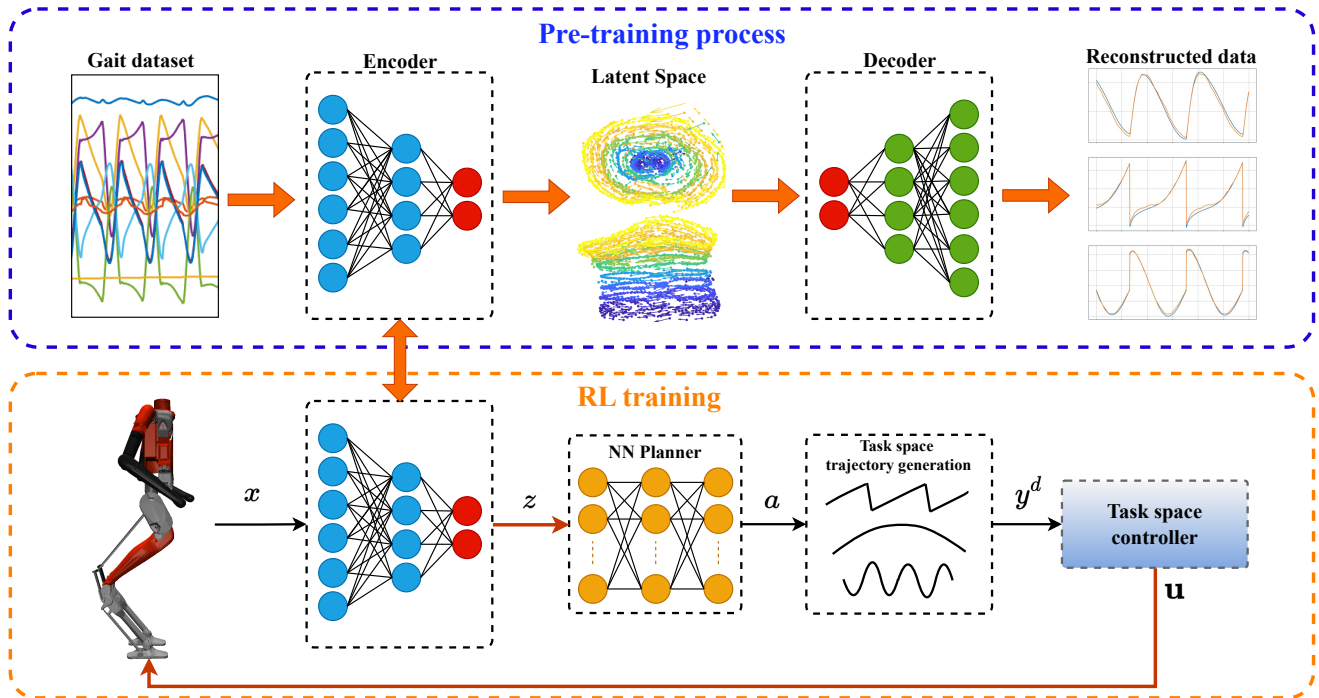 Pre-training process
Gait dataset
Encoder
Latent Space
Decoder
Reconstructed data
RL training
x
z
NN Planner
a
Task space
trajectory generation
y^d
Task space
controller
u